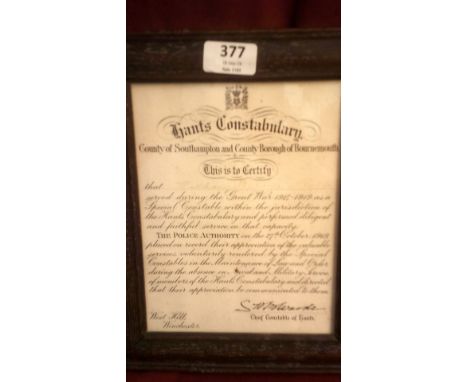 377
Hants Constabulary.
County of Southampton and County Borough of Bournemouth
This is to Certify
that
served during the Great War 1915-1919 as a
Special Constable within the jurisdiction of
the Hants Constabulary and performed diligent
and faithful service in that capacity.
THE POLICE AUTHORITY on the 27th October, 1919
placed on record their appreciation of the valuable
services voluntarily rendered by the Special
Constables in the Maintenance of Law and Order
during the absence on Naval and Military Service
of members of the Hants Constabulary and directed
that their appreciation be communicated to them
West Hill,
Winchester.
Chief Constable of Hants.